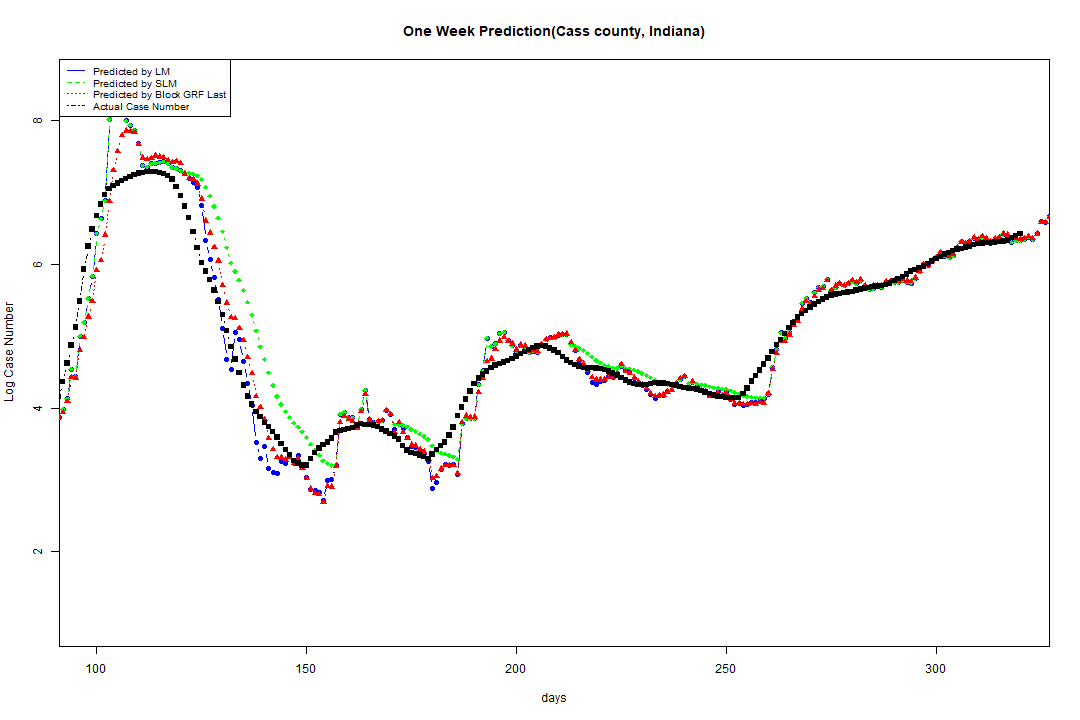 One Week Prediction(Cass county, Indiana)
Predicted by LM
Predicted by SLM
Predicted by Block GRF Last
Actual Case Number
8
6
4
2
Log Case Number
100 150 200 250 300
days